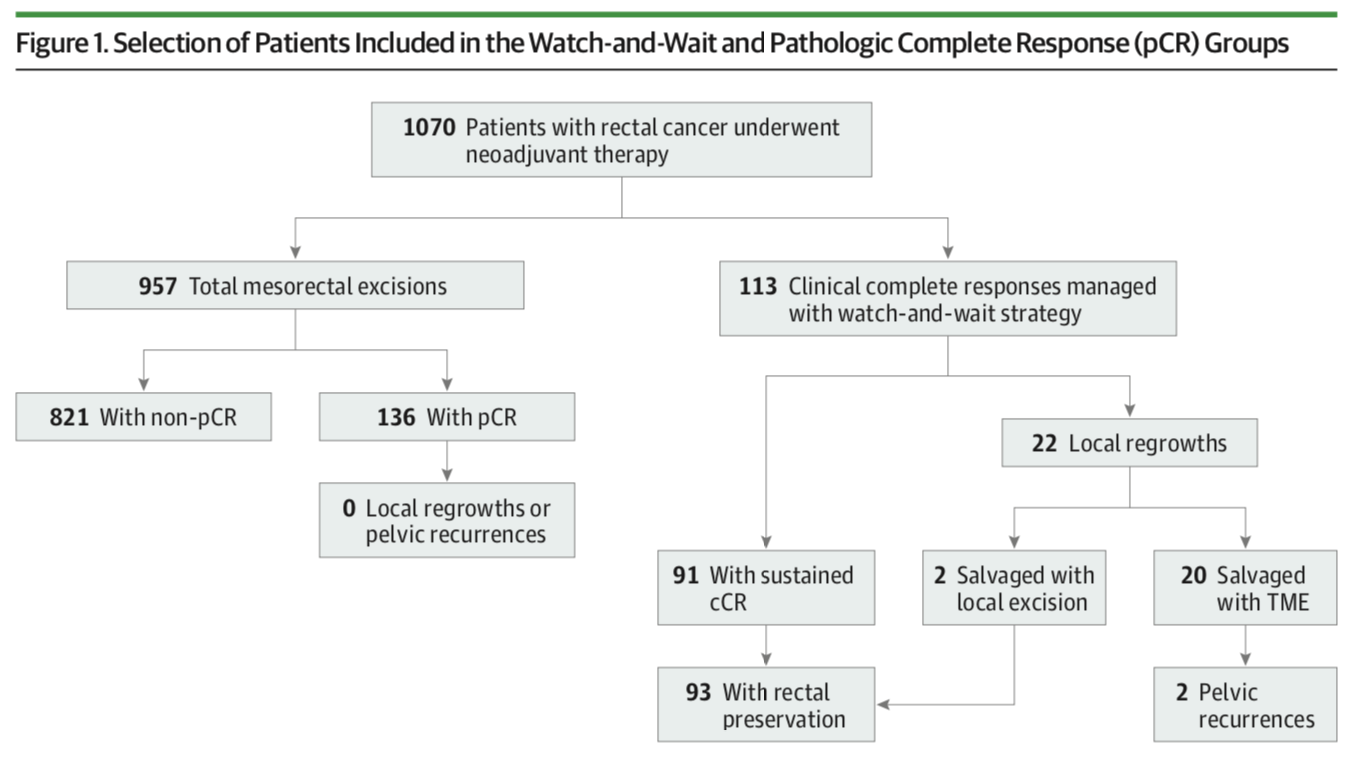 Figure 1. Selection of Patients Included in the Watch-and-Wait and Pathologic Complete Response (pCR) Groups
1070 Patients with rectal cancer underwent
neoadjuvant therapy
957 Total mesorectal excisions
113 Clinical complete responses managed
with watch-and-wait strategy
821 With non-pCR
136 With pCR
22 Local regrowths
0 Local regrowths or
pelvic recurrences
91 With sustained
cCR
2 Salvaged with
local excision
20 Salvaged
with TME
93 With rectal
preservation
2 Pelvic
recurrences